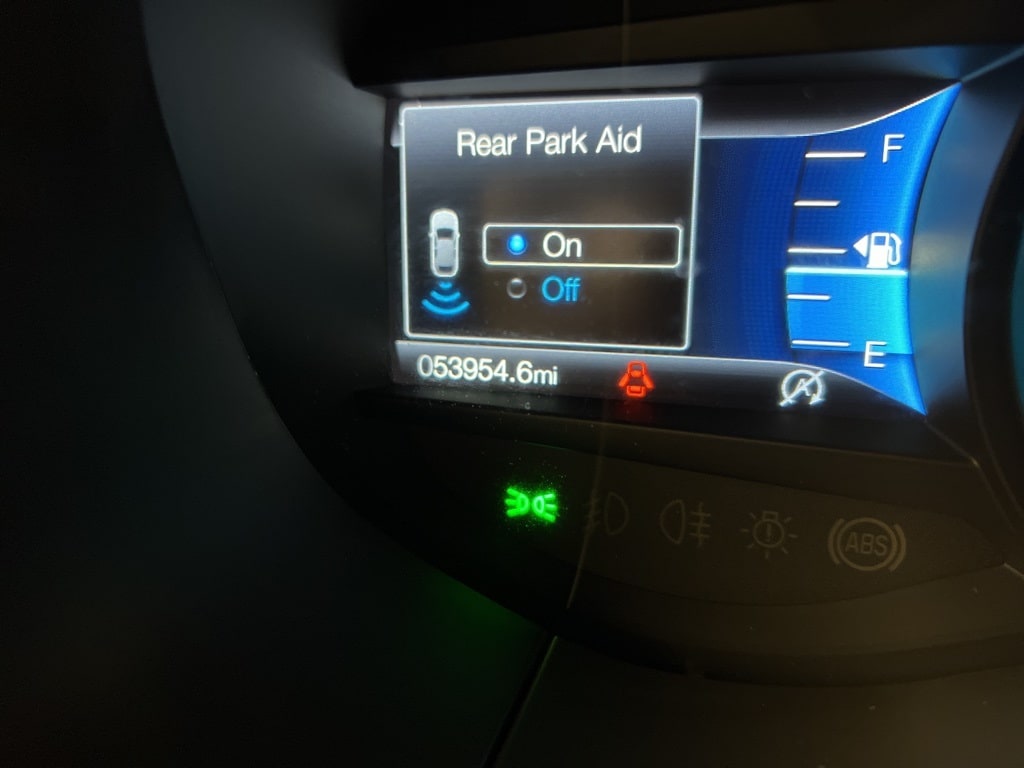 Rear Park Aid
On
Off
F
E
053954.6mi
A
ABS